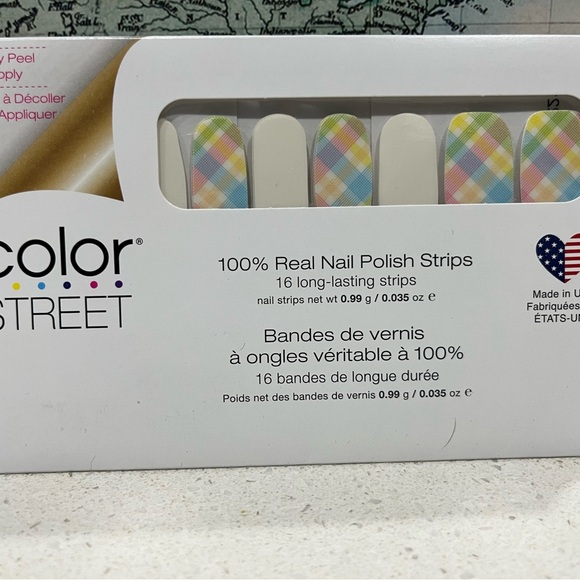 y Peel
pply
à Décoller
Appliquer
color®
STREET
100% Real Nail Polish Strips
16 long-lasting strips
nail strips net wt 0.99 g / 0.035 oz e
Bandes de vernis
à ongles véritable à 100%
16 bandes de longue durée
Poids net des bandes de vernis 0.99 g / 0.035 oz e
Made in U
Fabriquées
ÉTATS-UN